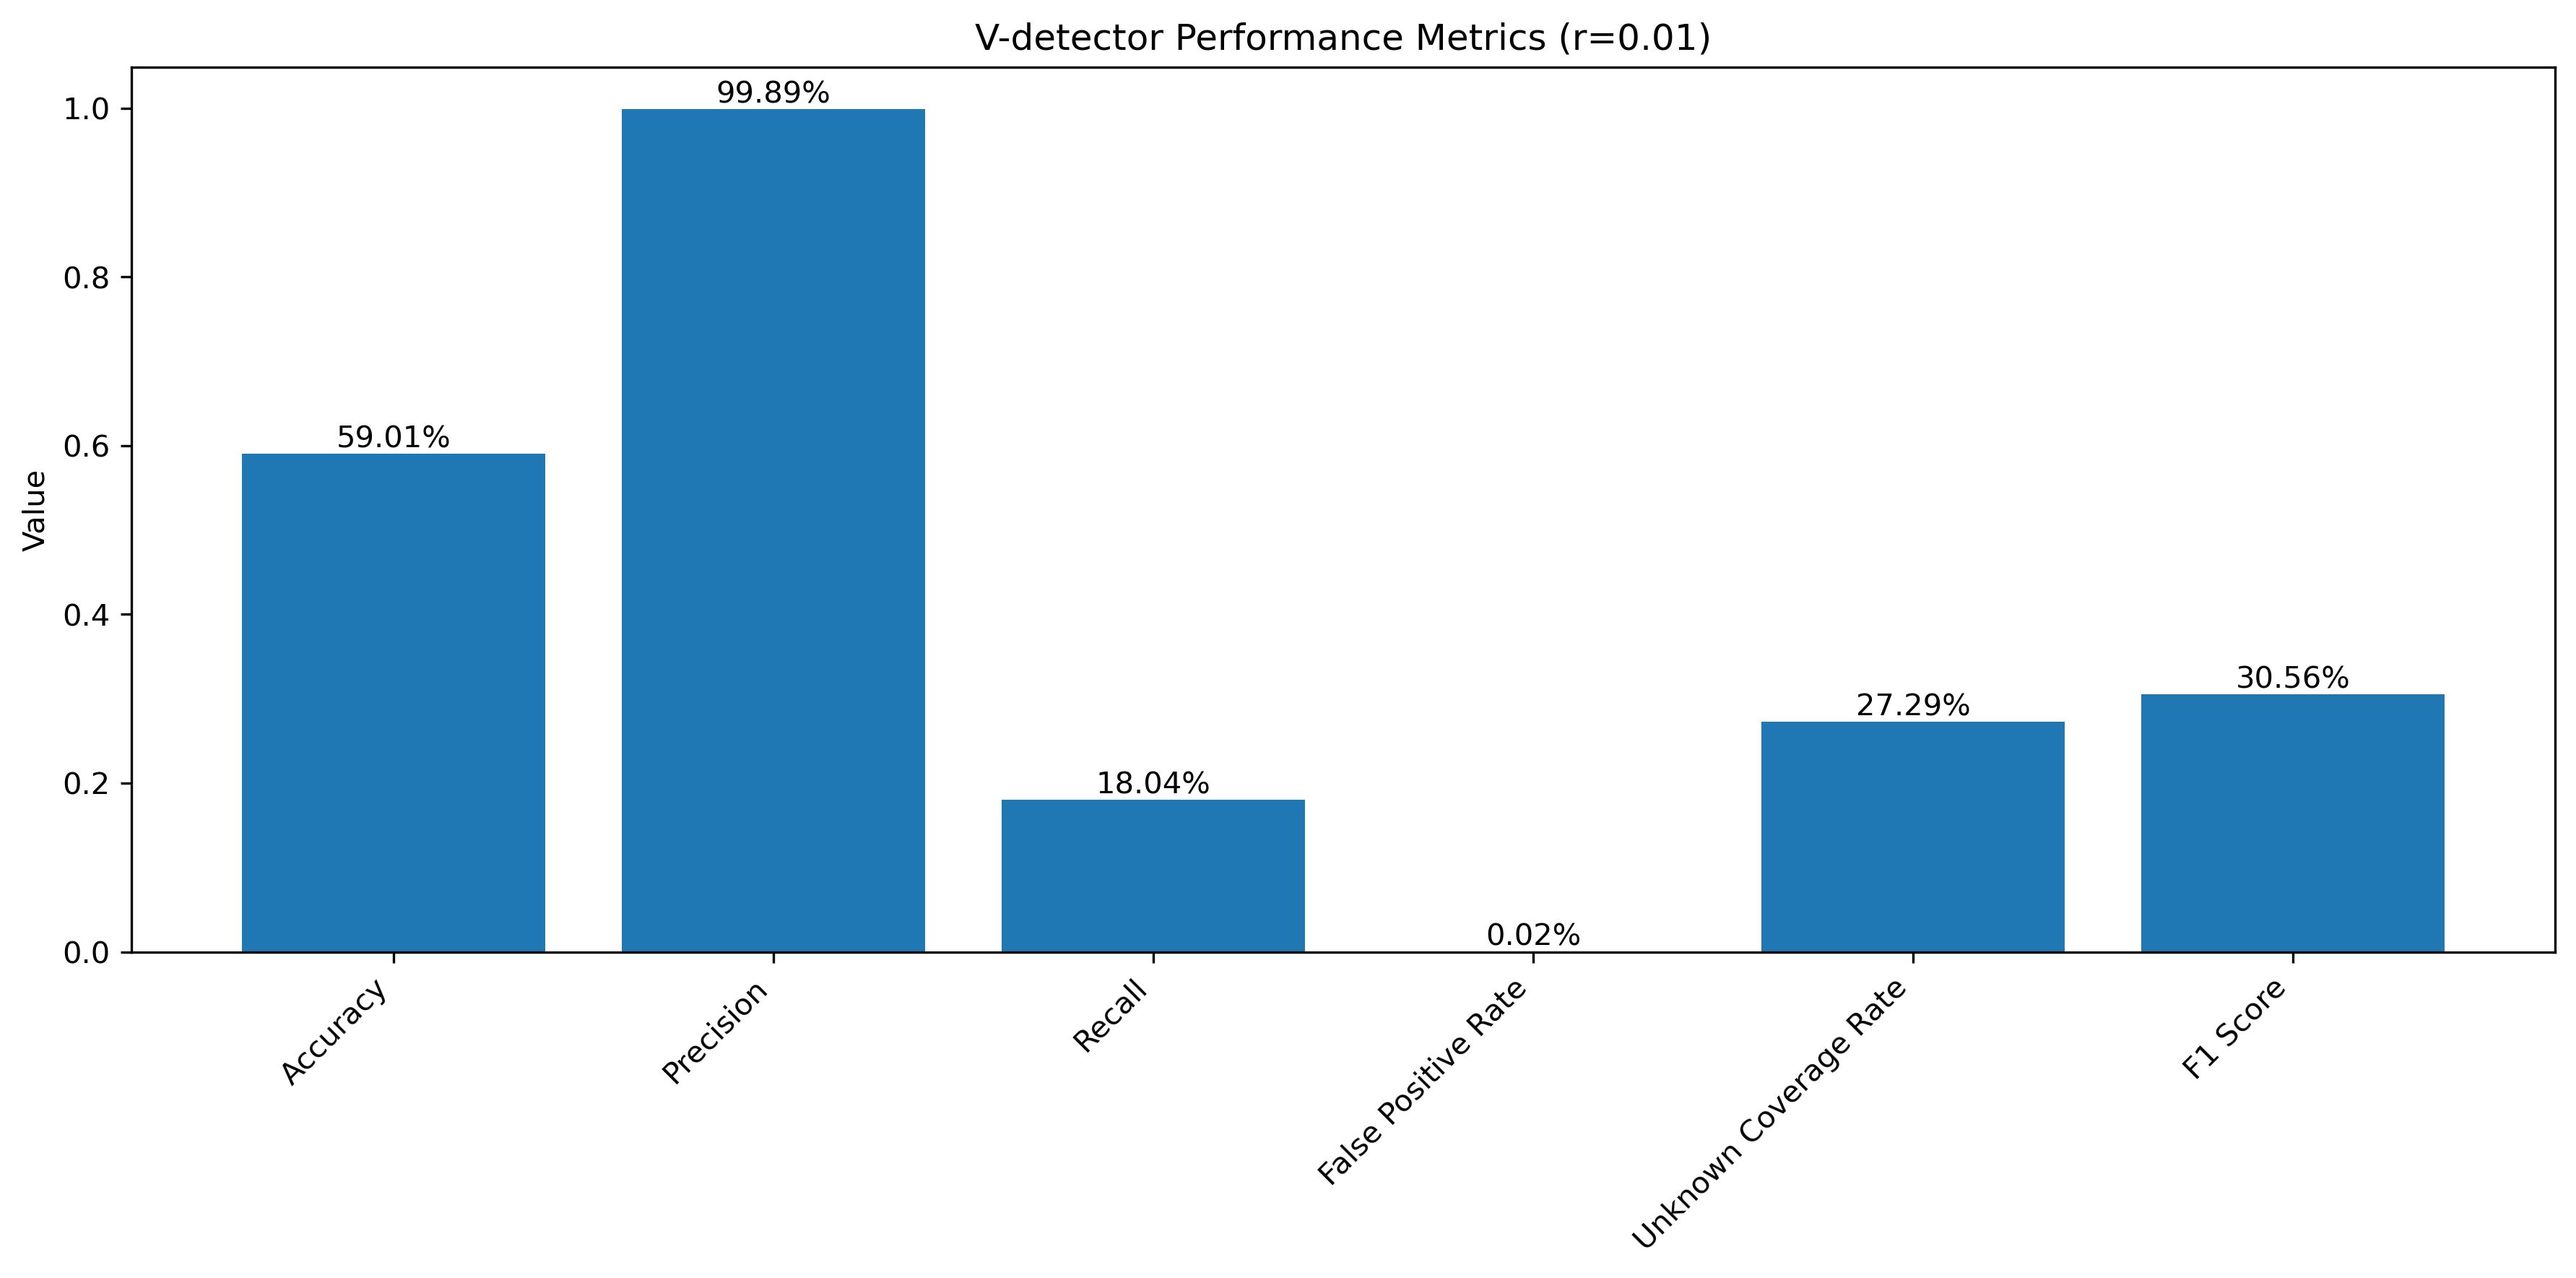 V-detector Performance Metrics (r=0.01)
Value
1.0
0.8
0.6
0.4
0.2
0.0
59.01%
99.89%
18.04%
0.02%
27.29%
30.56%
Accuracy
Precision
Recall
False Positive Rate
Unknown Coverage Rate
F1 Score